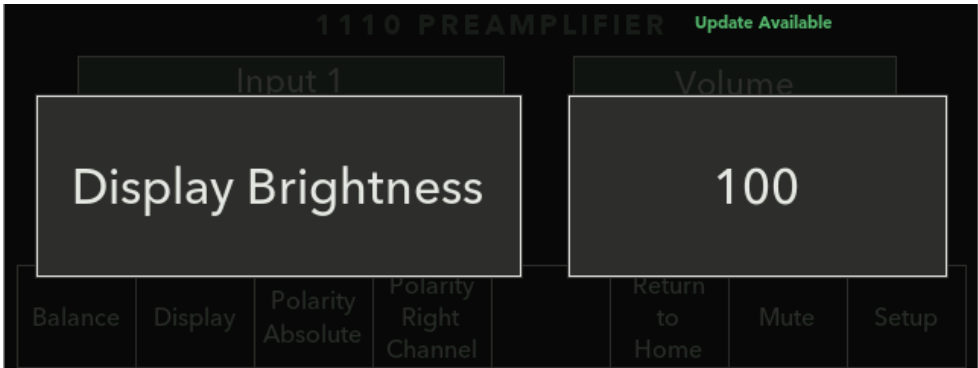 1110 PREAMPLIFIER
Update Available
Input 1
Volume
Display Brightness
100
Balance
Display
Polarity
Absolute
Polarity
Right
Channel
Return
to
Home
Mute
Setup